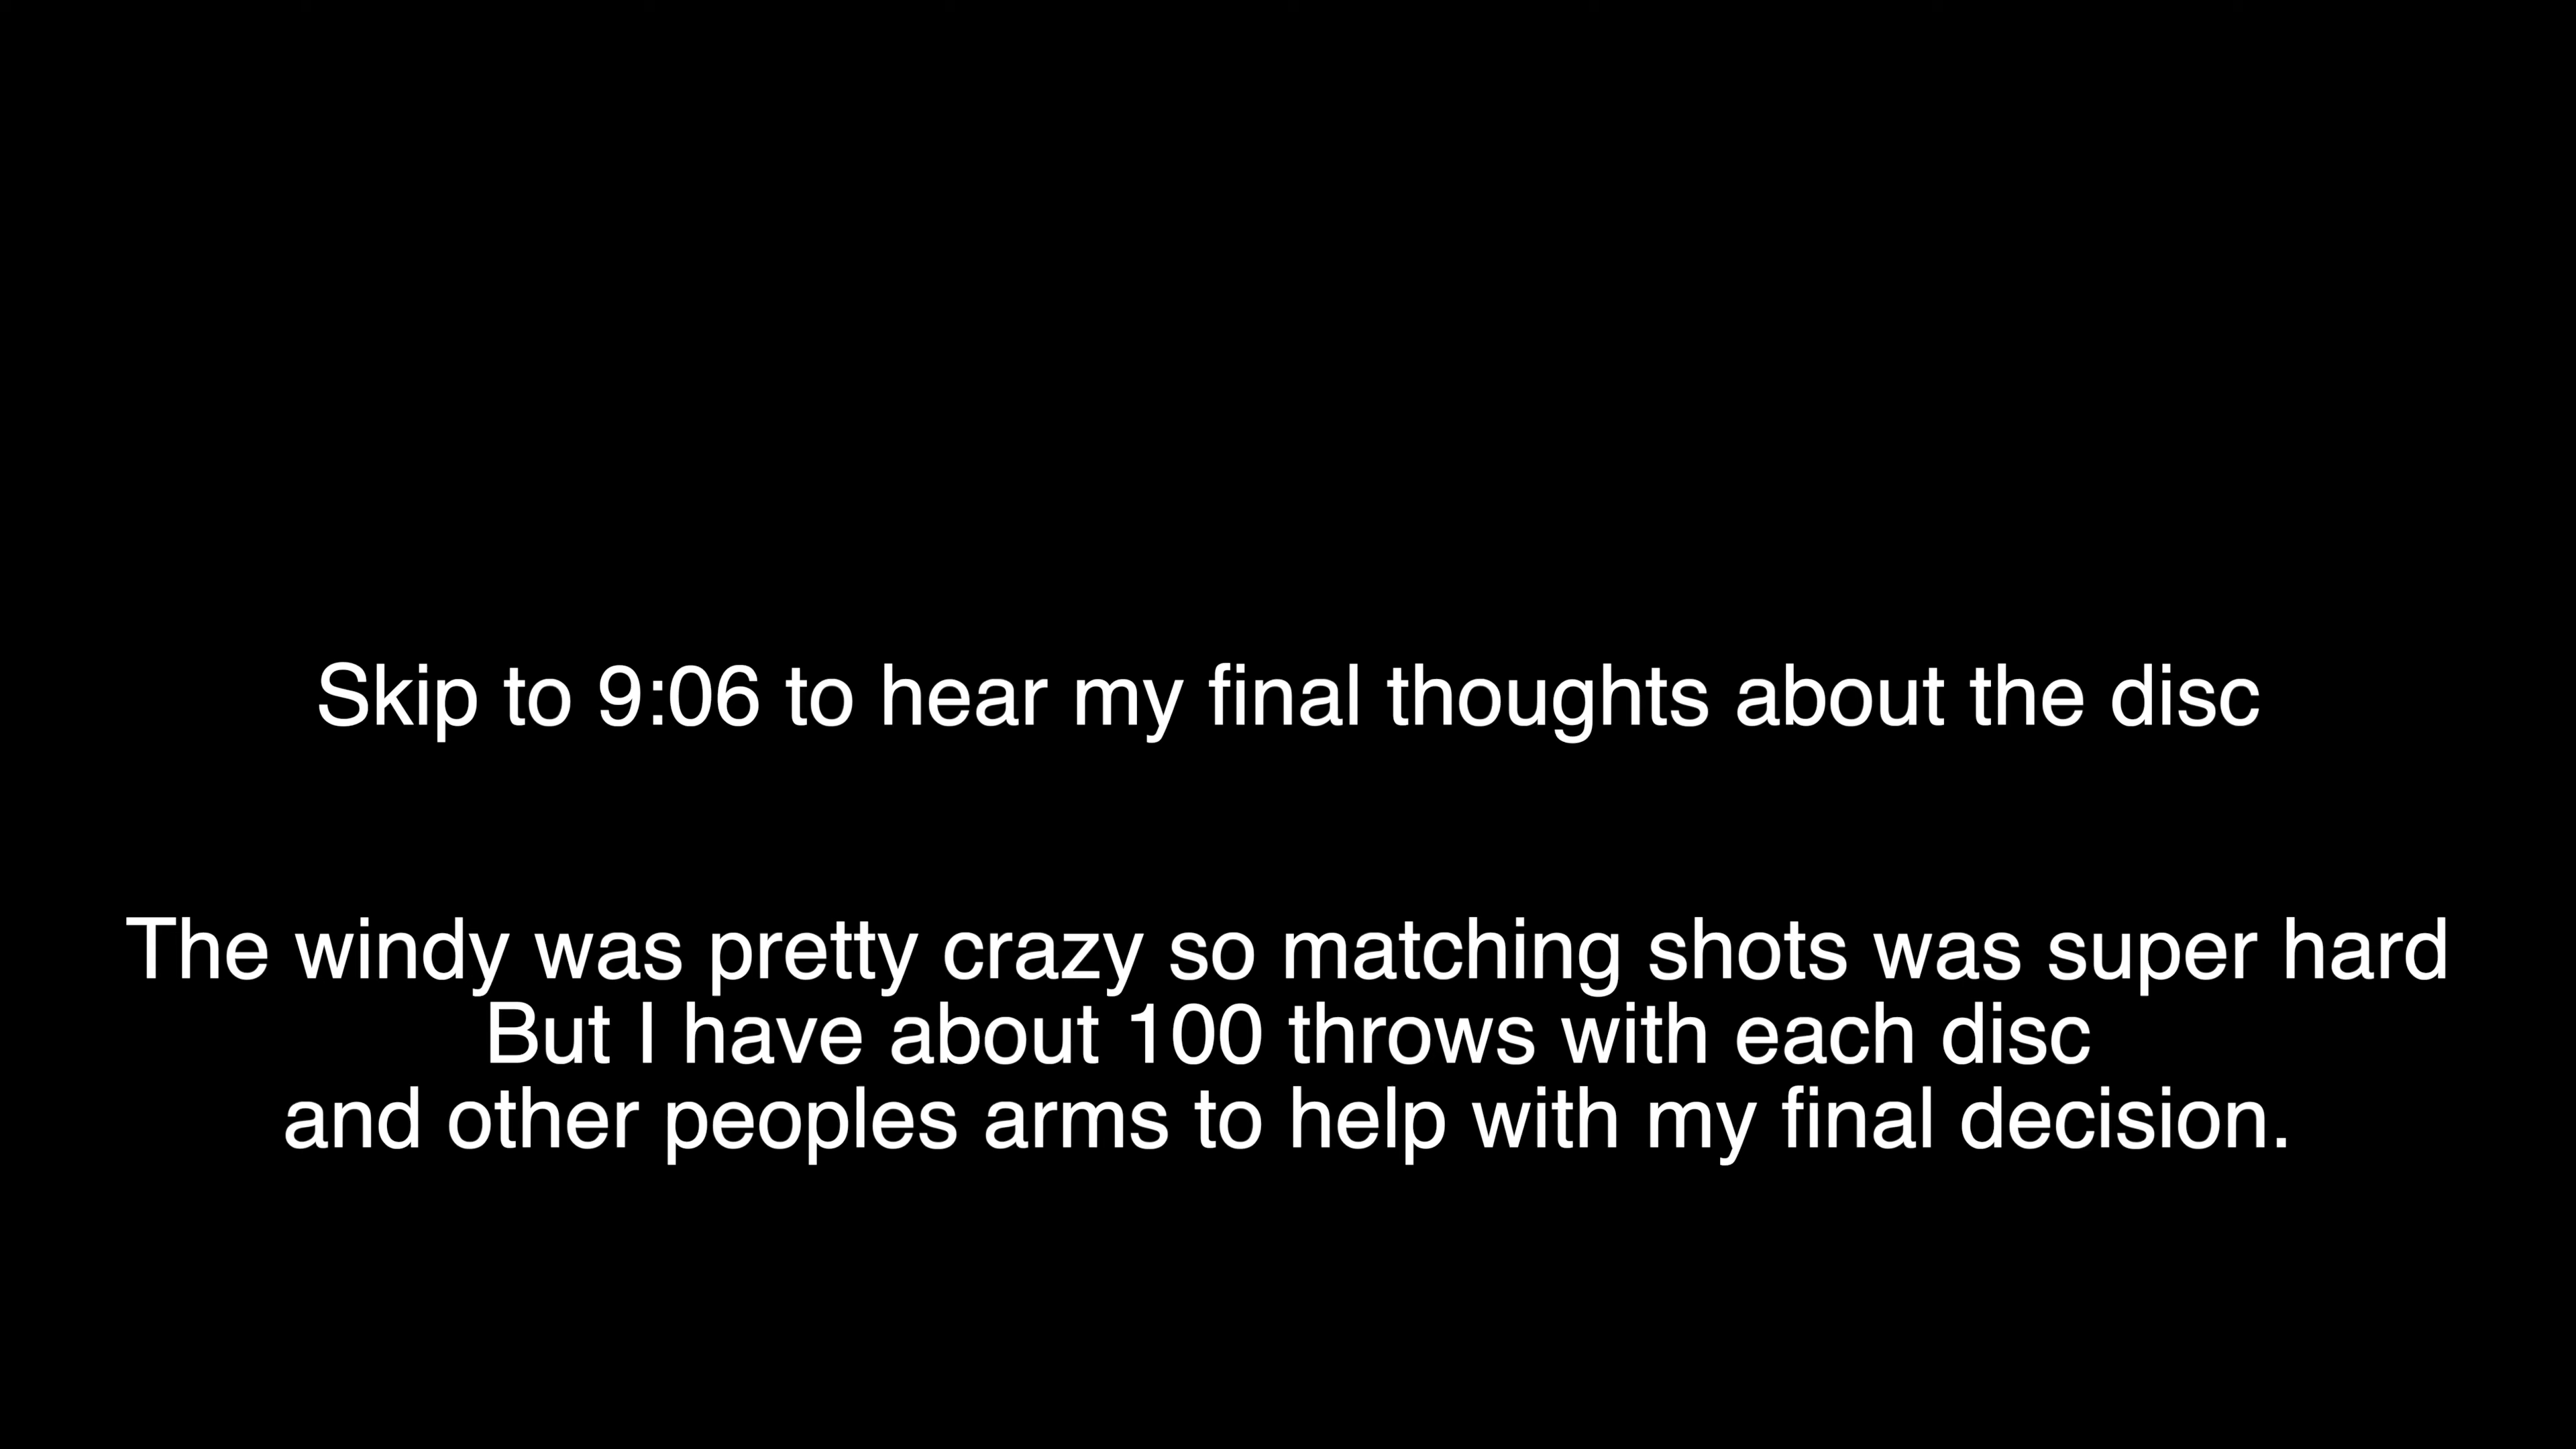 Skip to 9:06 to hear my final thoughts about the disc
The windy was pretty crazy so matching shots was super hard
But I have about 100 throws with each disc
and other peoples arms to help with my final decision.